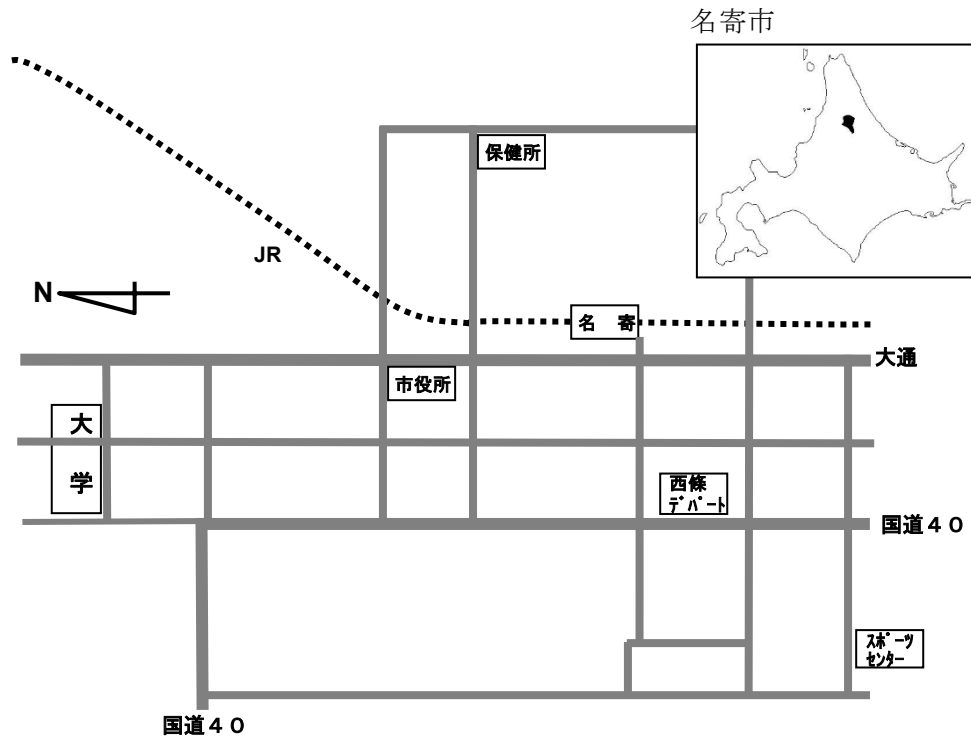 名寄市
保健所
JR
N
名 寄
大通
市役所
大
学
西條
ﾃﾞﾊﾟｰﾄ
国道４０
ｽﾎﾟｰﾂ
ｾﾝﾀｰ
国道４０